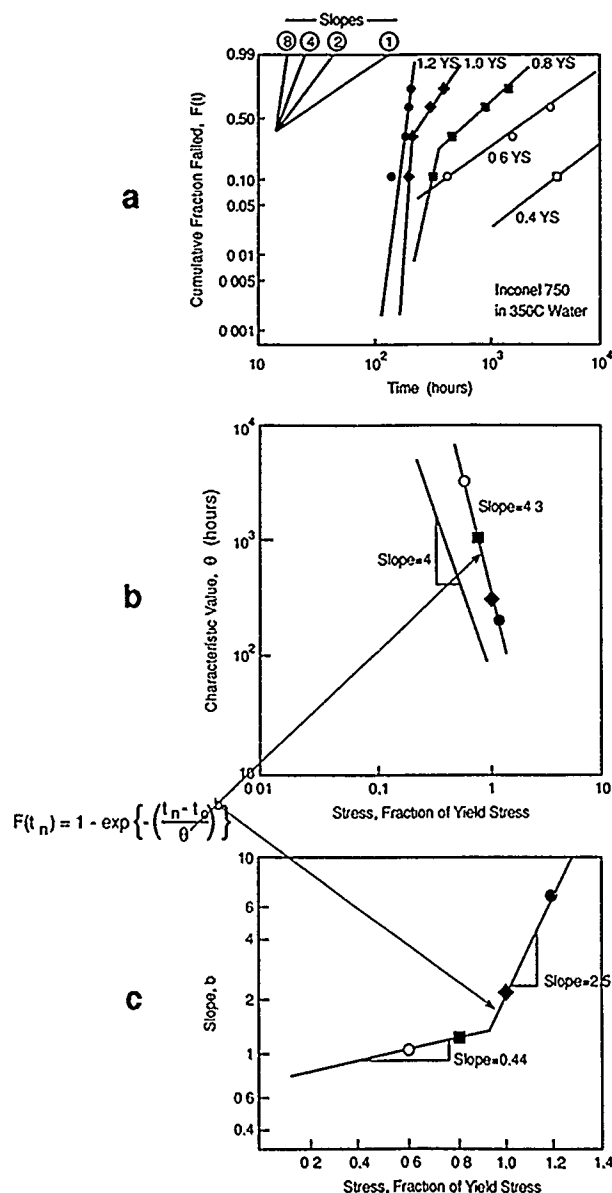 Slopes
8 4 2 1
0.99
0.50
0.10
0.05
0 01
0 005
0 001
Cumulative Fraction Failed, F(t)
a
1.2 YS
1.0 YS
0.8 YS
0 6 YS
0.4 YS
Inconel 750
in 350C Water
10 10² 10³ 10⁴
Time (hours)
b
10⁴
10³
10²
10
Characteristic Value, θ (hours)
Slope=4 3
Slope=4
0 01 0.1 1 10
Stress, Fraction of Yield Stress
F(t n) = 1 - exp{-((t n - t o)/θ)^b}
c
10
6
4
2
1
0 6
0.4
Slope, b
Slope=2.5
Slope=0.44
0 2 0.4 0.6 0 8 1.0 1.2 1.4
Stress, Fraction of Yield Stress